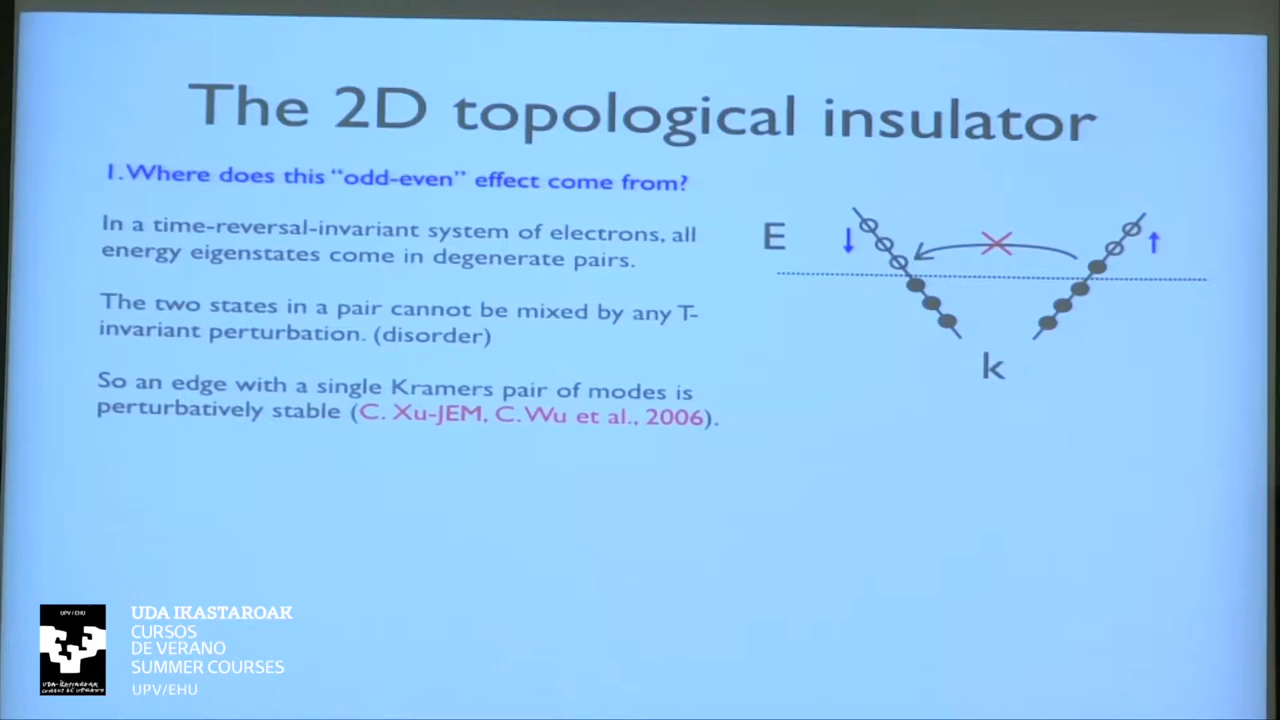 The 2D topological insulator
1. Where does this "odd-even" effect come from?
In a time-reversal-invariant system of electrons, all
energy eigenstates come in degenerate pairs.
The two states in a pair cannot be mixed by any T-
invariant perturbation. (disorder)
So an edge with a single Kramers pair of modes is
perturbatively stable (C. Xu-JEM, C. Wu et al., 2006).
E
k
UPV/EHU
UDA IKASTAROAK
CURSOS
DE VERANO
SUMMER COURSES
UPV/EHU